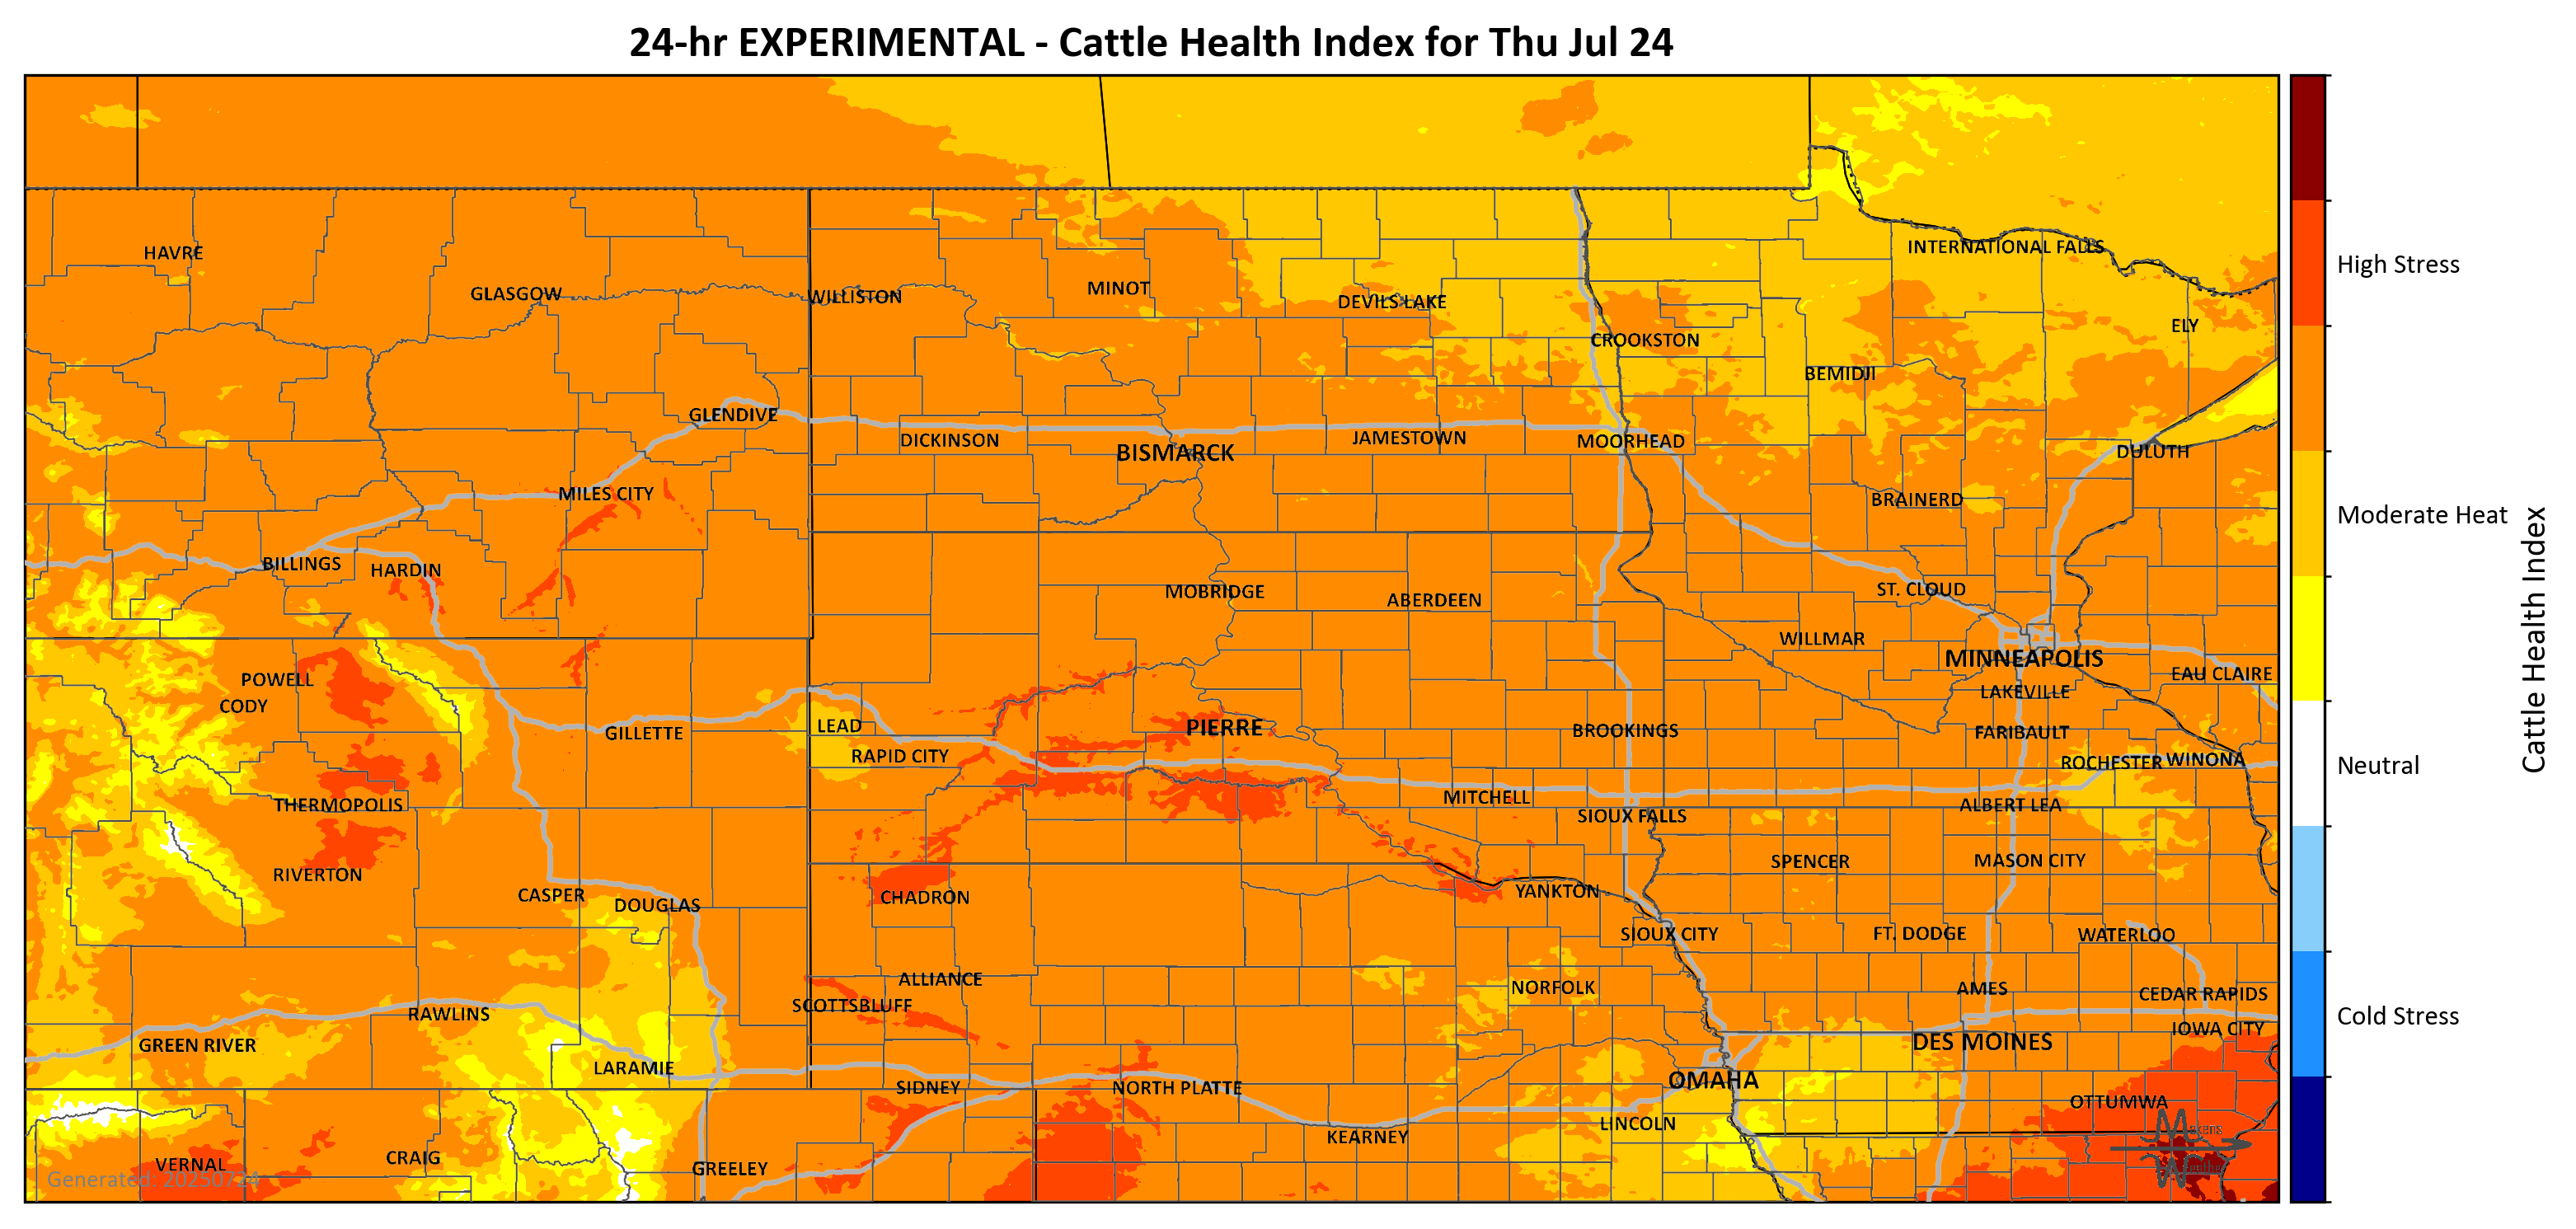 24-hr EXPERIMENTAL - Cattle Health Index for Thu Jul 24
HAVRE
INTERNATIONAL FALLS
GLASGOW
WILLISTON
MINOT
DEVILS LAKE
ELY
CROOKSTON
BEMIDJI
GLENDIVE
DICKINSON
BISMARCK
JAMESTOWN
MOORHEAD
DULUTH
MILES CITY
BRAINERD
BILLINGS
HARDIN
MOBRIDGE
ABERDEEN
ST. CLOUD
WILLMAR
MINNEAPOLIS
POWELL
EAU CLAIRE
CODY
LAKEVILLE
LEAD
GILLETTE
PIERRE
BROOKINGS
FARIBAULT
RAPID CITY
ROCHESTER
WINONA
THERMOPOLIS
MITCHELL
ALBERT LEA
SIOUX FALLS
SPENCER
MASON CITY
RIVERTON
CASPER
DOUGLAS
CHADRON
YANKTON
SIOUX CITY
FT. DODGE
WATERLOO
ALLIANCE
NORFOLK
AMES
CEDAR RAPIDS
SCOTTSBLUFF
RAWLINS
IOWA CITY
GREEN RIVER
DES MOINES
LARAMIE
SIDNEY
NORTH PLATTE
OMAHA
OTTUMWA
LINCOLN
KEARNEY
VERNAL
CRAIG
GREELEY
Generated: 20250724
High Stress
Moderate Heat
Neutral
Cold Stress
Cattle Health Index